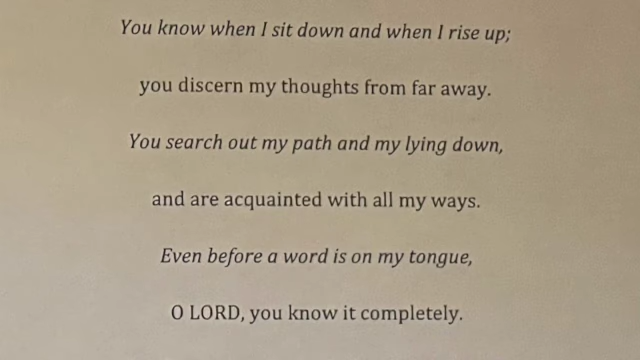 You know when I sit down and when I rise up;
you discern my thoughts from far away.
You search out my path and my lying down,
and are acquainted with all my ways.
Even before a word is on my tongue,
O LORD, you know it completely.